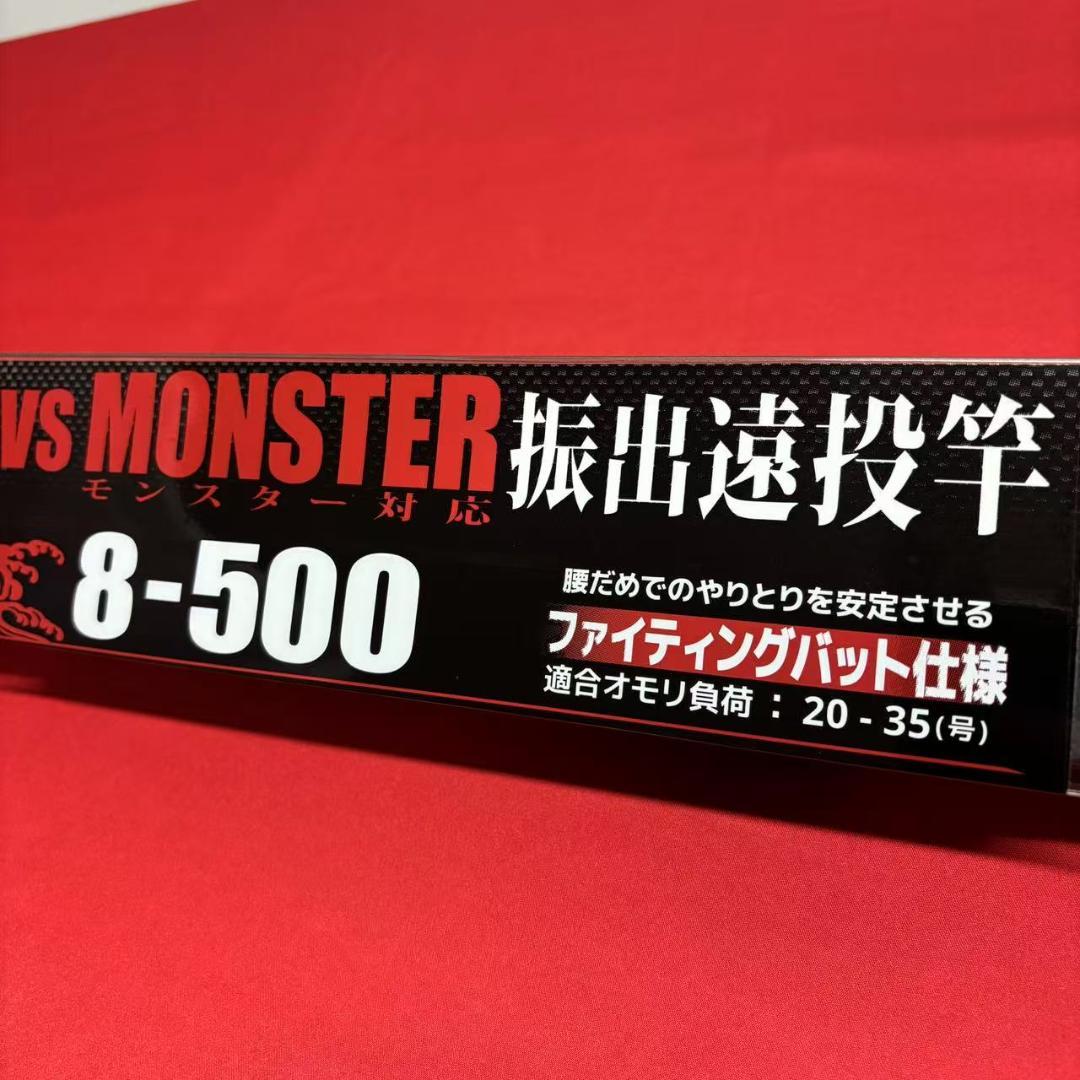 VS MONSTER 振出遠投竿
モンスター対応
8-500
腰だめでのやりとりを安定させる
ファイティングバット仕様
適合オモリ負荷：20-35(号)